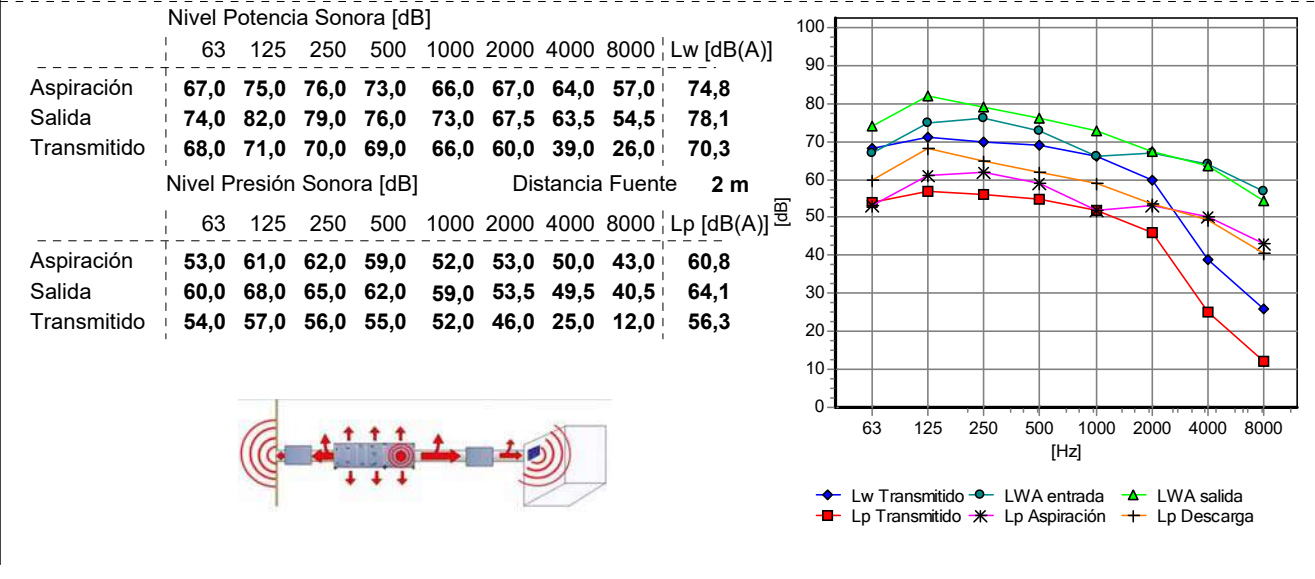 Nivel Potencia Sonora [dB]
63 125 250 500 1000 2000 4000 8000 Lw [dB(A)]
Aspiración 67,0 75,0 76,0 73,0 66,0 67,0 64,0 57,0 74,8
Salida 74,0 82,0 79,0 76,0 73,0 67,5 63,5 54,5 78,1
Transmitido 68,0 71,0 70,0 69,0 66,0 60,0 39,0 26,0 70,3
Nivel Presión Sonora [dB] Distancia Fuente 2 m
63 125 250 500 1000 2000 4000 8000 Lp [dB(A)]
Aspiración 53,0 61,0 62,0 59,0 52,0 53,0 50,0 43,0 60,8
Salida 60,0 68,0 65,0 62,0 59,0 53,5 49,5 40,5 64,1
Transmitido 54,0 57,0 56,0 55,0 52,0 46,0 25,0 12,0 56,3
100
90
80
70
60
50
40
30
20
10
0
[dB]
63 125 250 500 1000 2000 4000 8000
[Hz]
Lw Transmitido LWA entrada LWA salida
Lp Transmitido Lp Aspiración Lp Descarga